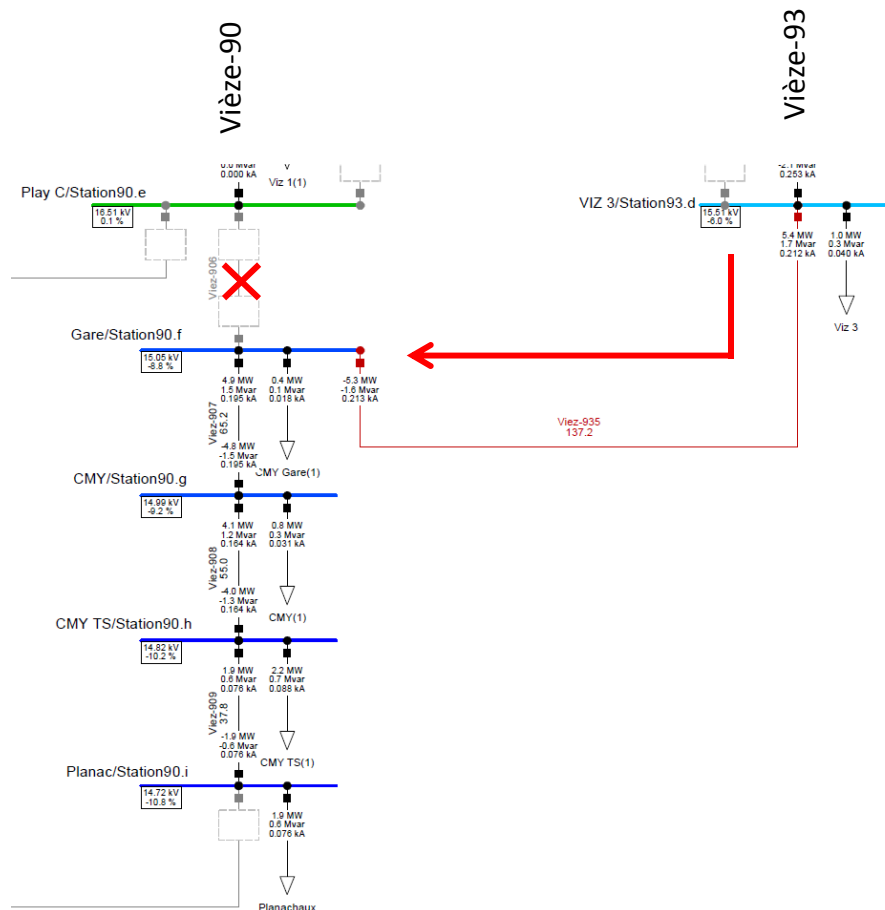 Vièze-90
Vièze-93
0.0 Mvar
0.000 kA
Viz 1(1)
-2.1 Mvar
0.253 kA
Play C/Station90.e
16.51 kV
0.1 %
VIZ 3/Station93.d
15.51 kV
-6.0 %
5.4 MW
1.7 Mvar
0.212 kA
1.0 MW
0.3 Mvar
0.040 kA
Viez-906
Viz 3
Gare/Station90.f
15.05 kV
-8.8 %
4.9 MW
1.5 Mvar
0.195 kA
0.4 MW
0.1 Mvar
0.018 kA
-5.3 MW
-1.6 Mvar
0.213 kA
Viez-907
65.2
Viez-935
137.2
-4.8 MW
-1.5 Mvar
0.195 kA
CMY Gare(1)
CMY/Station90.g
14.99 kV
-9.2 %
4.1 MW
1.2 Mvar
0.164 kA
0.8 MW
0.3 Mvar
0.031 kA
Viez-908
55.0
-4.0 MW
-1.3 Mvar
0.164 kA
CMY(1)
CMY TS/Station90.h
14.82 kV
-10.2 %
1.9 MW
0.6 Mvar
0.076 kA
2.2 MW
0.7 Mvar
0.088 kA
Viez-909
37.8
-1.9 MW
-0.6 Mvar
0.076 kA
CMY TS(1)
Planac/Station90.i
14.72 kV
-10.8 %
1.9 MW
0.6 Mvar
0.076 kA
Planachaux